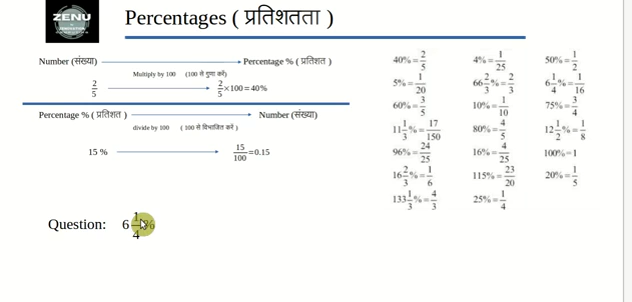 ZENU
Percentages ( प्रतिशतता )
Number (संख्या) Percentage % ( प्रतिशत )
Multiply by 100 (100 से गुणा करें)
2/5 2/5×100=40%
Percentage % ( प्रतिशत ) Number (संख्या)
divide by 100 ( 100 से विभाजित करें )
15 % 15/100=0.15
40%=2/5 4%=1/25 50%=1/2
5%=1/20 66 2/3%=2/3 6 1/4%=1/16
60%=3/5 10%=1/10 75%=3/4
11 1/3%=17/150 80%=4/5 12 1/2%=1/8
96%=24/25 16%=4/25 100%=1
16 2/3%=1/6 115%=23/20 20%=1/5
133 1/3%=4/3 25%=1/4
Question: 6 1/4%